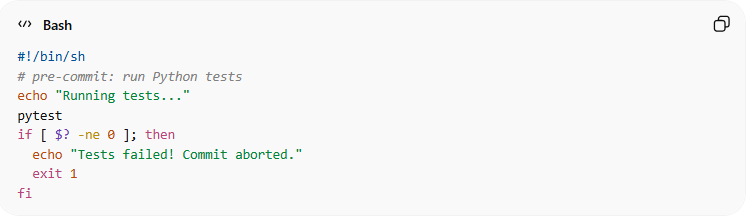 </> Bash
#!/bin/sh
# pre-commit: run Python tests
echo "Running tests..."
pytest
if [ $? -ne 0 ]; then
  echo "Tests failed! Commit aborted."
  exit 1
fi